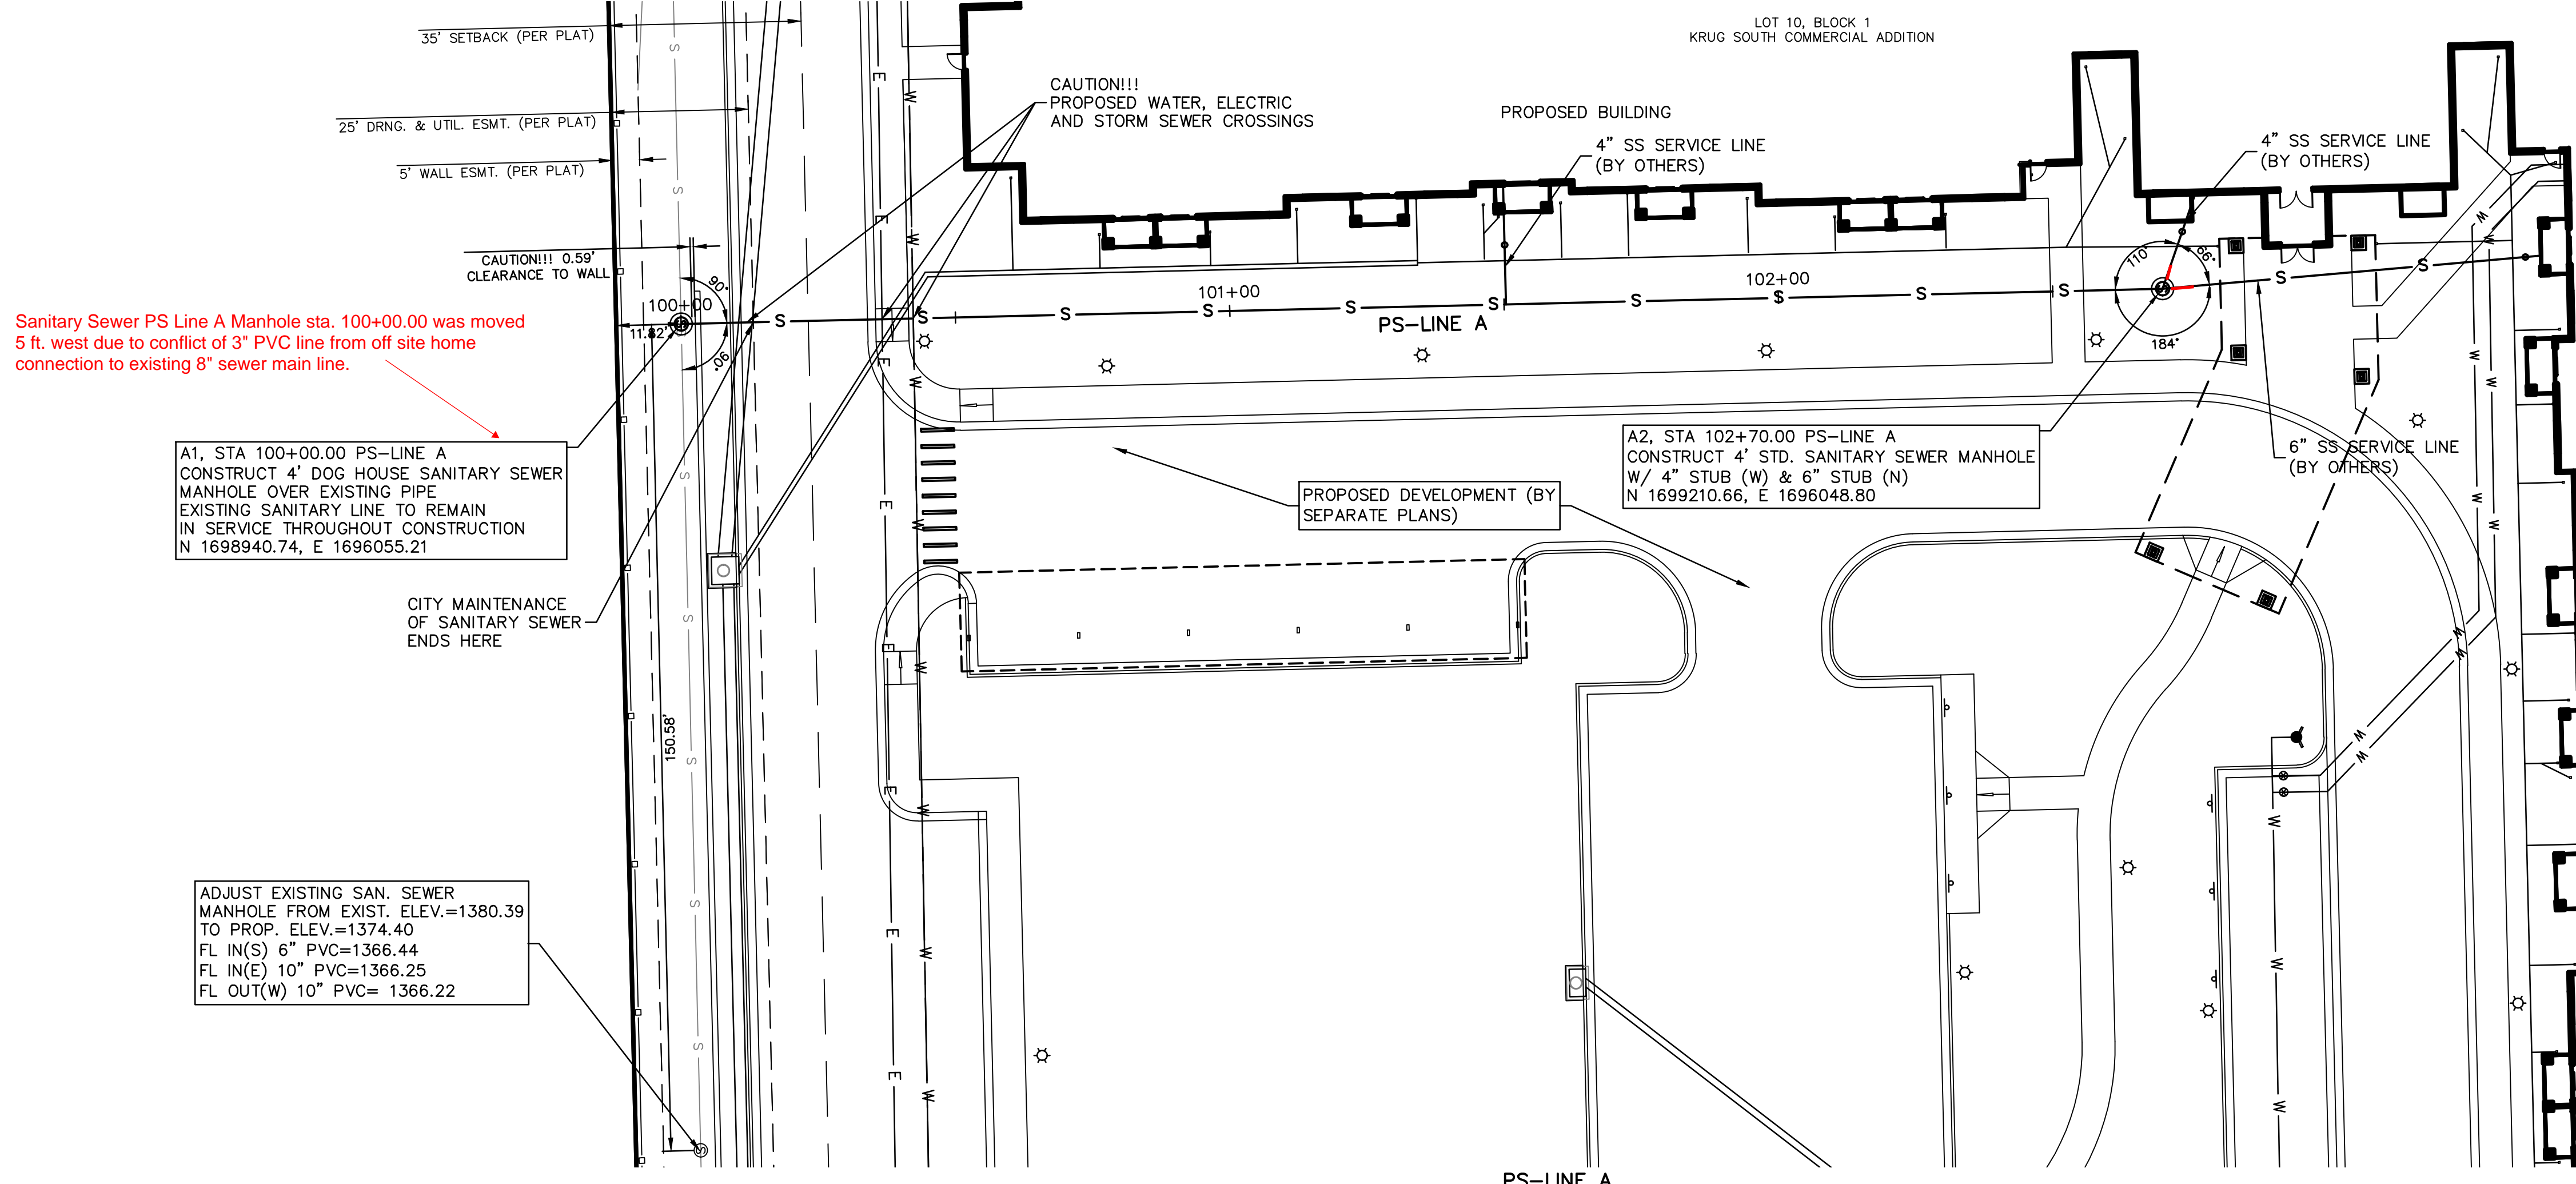 LOT 10, BLOCK 1
KRUG SOUTH COMMERCIAL ADDITION
35' SETBACK (PER PLAT)
25' DRNG. & UTIL. ESMT. (PER PLAT)
5' WALL ESMT. (PER PLAT)
CAUTION!!!
PROPOSED WATER, ELECTRIC
AND STORM SEWER CROSSINGS
PROPOSED BUILDING
4" SS SERVICE LINE
(BY OTHERS)
4" SS SERVICE LINE
(BY OTHERS)
CAUTION!!! 0.59'
CLEARANCE TO WALL
90°
100+00
11.82'
90°
101+00
102+00
PS-LINE A
110°
66°
184°
Sanitary Sewer PS Line A Manhole sta. 100+00.00 was moved
5 ft. west due to conflict of 3" PVC line from off site home
connection to existing 8" sewer main line.
A1, STA 100+00.00 PS-LINE A
CONSTRUCT 4' DOG HOUSE SANITARY SEWER
MANHOLE OVER EXISTING PIPE
EXISTING SANITARY LINE TO REMAIN
IN SERVICE THROUGHOUT CONSTRUCTION
N 1698940.74, E 1696055.21
A2, STA 102+70.00 PS-LINE A
CONSTRUCT 4' STD. SANITARY SEWER MANHOLE
W/ 4" STUB (W) & 6" STUB (N)
N 1699210.66, E 1696048.80
6" SS SERVICE LINE
(BY OTHERS)
PROPOSED DEVELOPMENT (BY
SEPARATE PLANS)
CITY MAINTENANCE
OF SANITARY SEWER
ENDS HERE
150.58'
ADJUST EXISTING SAN. SEWER
MANHOLE FROM EXIST. ELEV.=1380.39
TO PROP. ELEV.=1374.40
FL IN(S) 6" PVC=1366.44
FL IN(E) 10" PVC=1366.25
FL OUT(W) 10" PVC= 1366.22
PS-LINE A